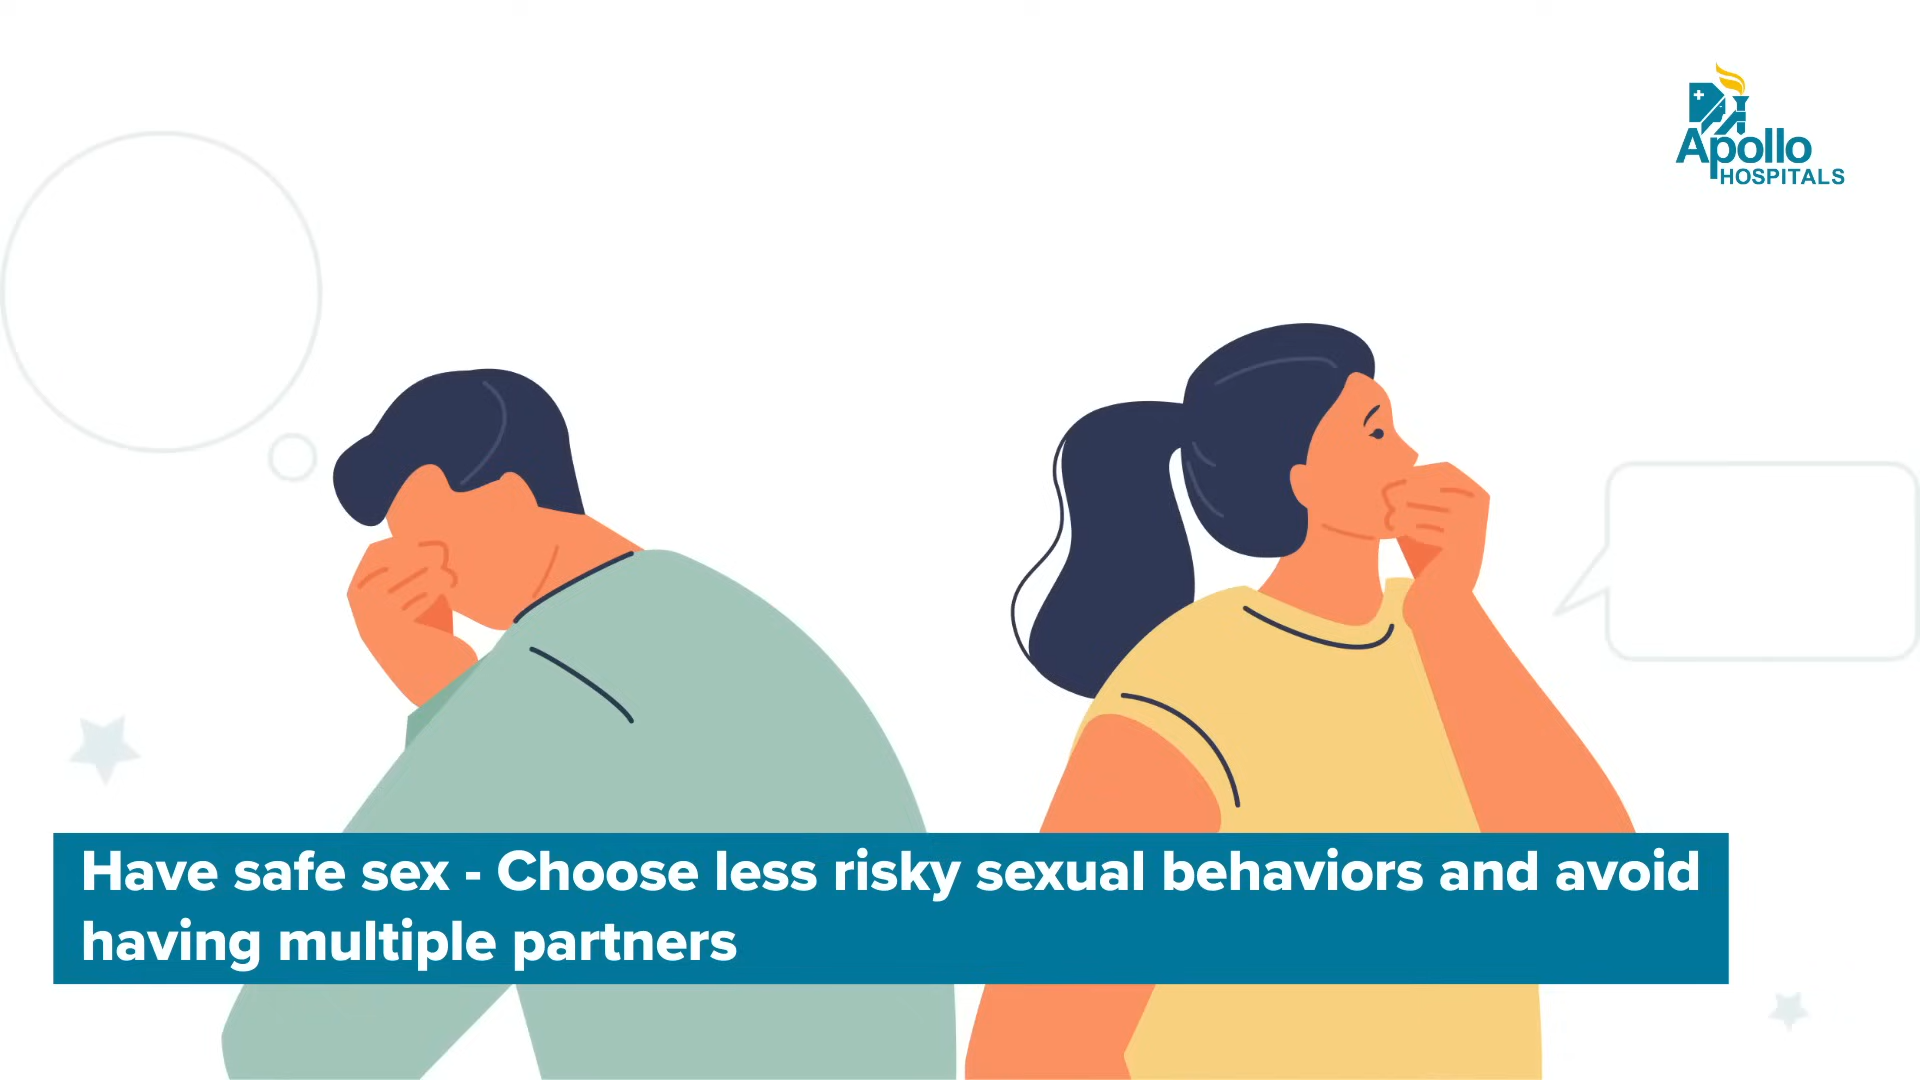 Apollo
HOSPITALS
Have safe sex - Choose less risky sexual behaviors and avoid
having multiple partners